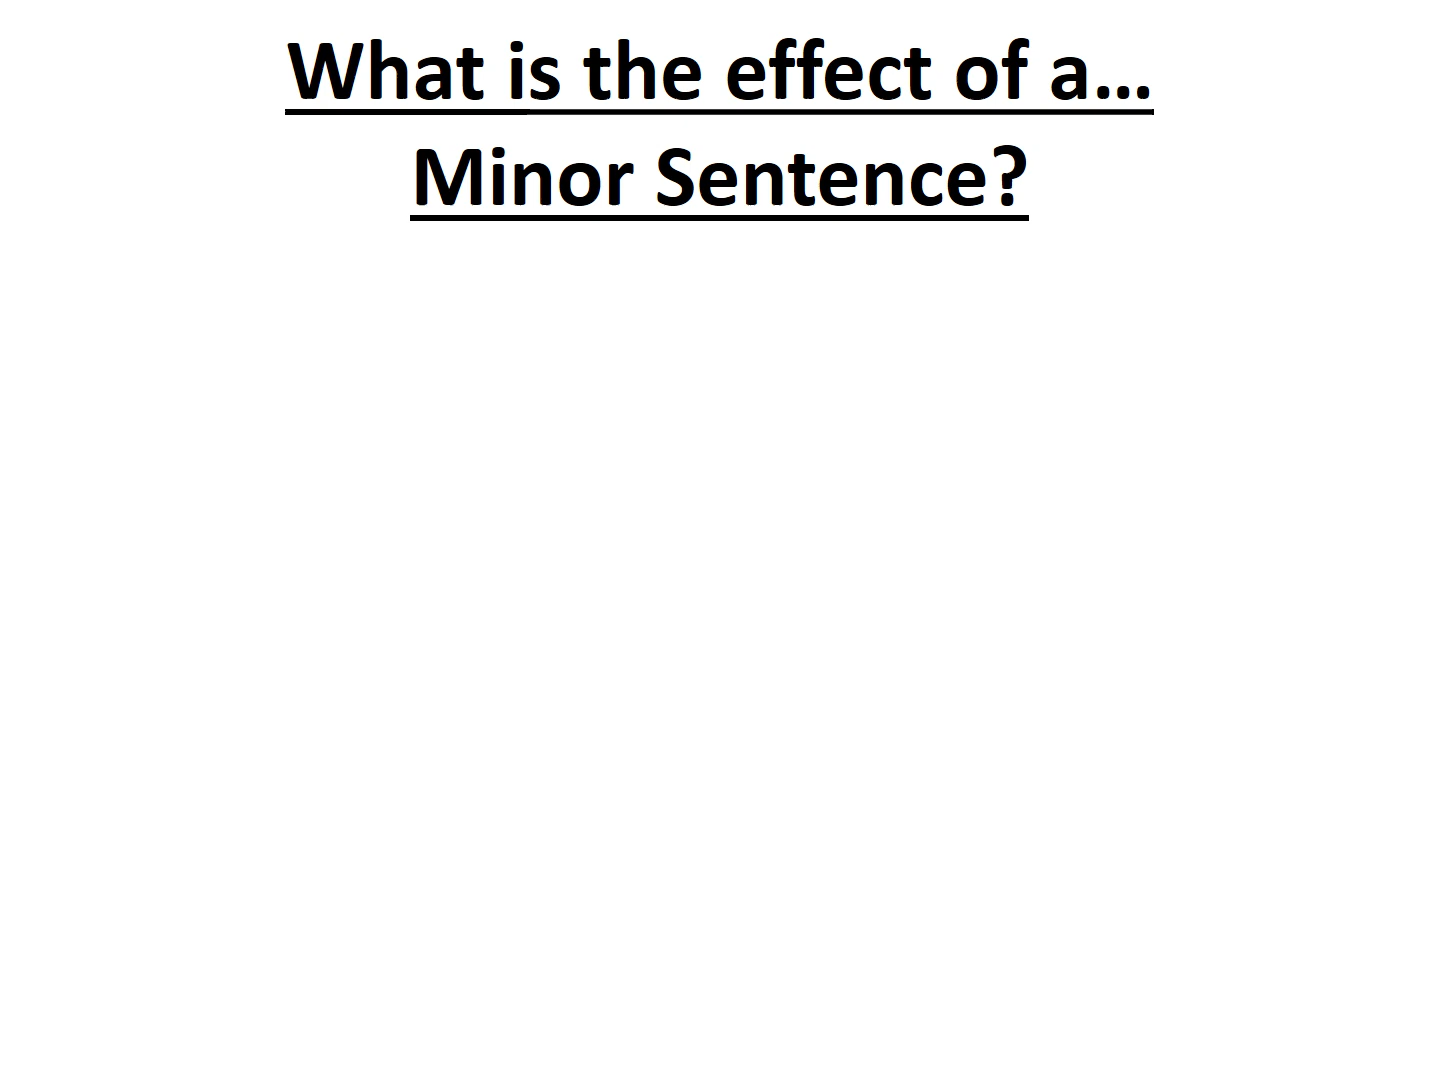 What is the effect of a…
Minor Sentence?